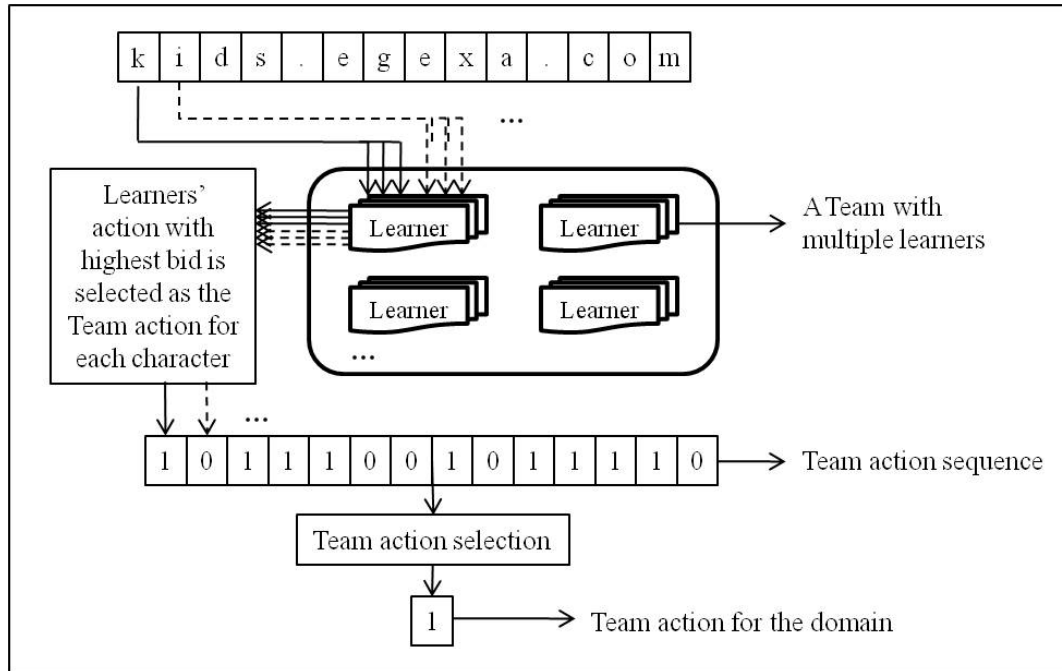 k i d s . e g e x a . c o m
...
Learners'
action with
highest bid is
selected as the
Team action for
each character
Learner
Learner
A Team with
multiple learners
Learner
Learner
...
...
1 0 1 1 1 0 0 1 0 1 1 1 1 0
Team action sequence
Team action selection
1
Team action for the domain